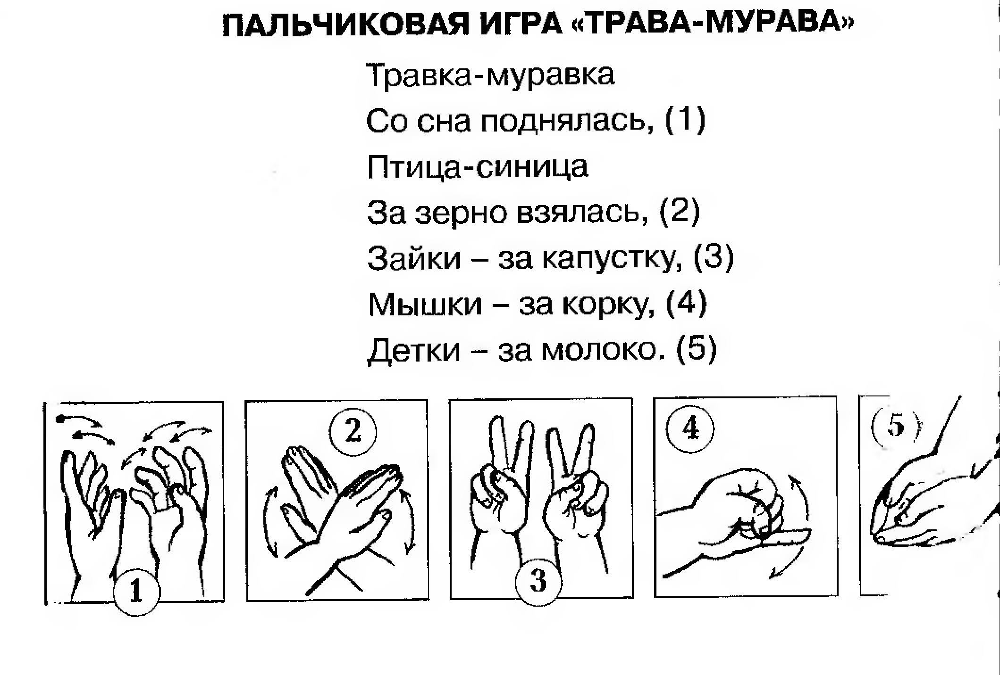 ПАЛЬЧИКОВАЯ ИГРА «ТРАВА-МУРАВА»
Травка-муравка
Со сна поднялась, (1)
Птица-синица
За зерно взялась, (2)
Зайки – за капустку, (3)
Мышки – за корку, (4)
Детки – за молоко. (5)
1
2
3
4
5